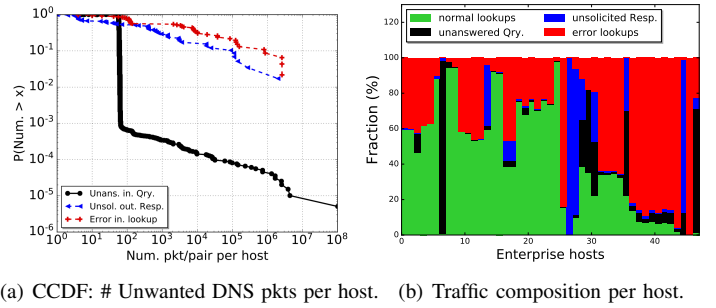 P(Num. > x)
10^0
10^-1
10^-2
10^-3
10^-4
10^-5
10^-6
Unans. in. Qry.
Unsol. out. Resp.
Error in. lookup
10^0 10^1 10^2 10^3 10^4 10^5 10^6 10^7 10^8
Num. pkt/pair per host
normal lookups unsolicited Resp.
unanswered Qry. error lookups
Fraction (%)
120
100
80
60
40
20
0
0 10 20 30 40
Enterprise hosts
(a) CCDF: # Unwanted DNS pkts per host. (b) Traffic composition per host.